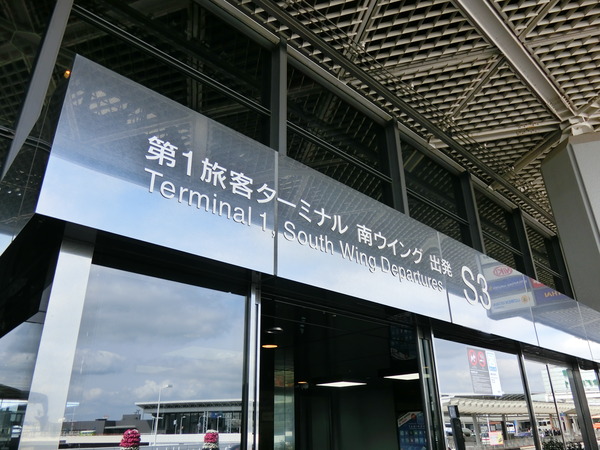 第1旅客ターミナル 南ウイング 出発
Terminal 1, South Wing Departures
S3